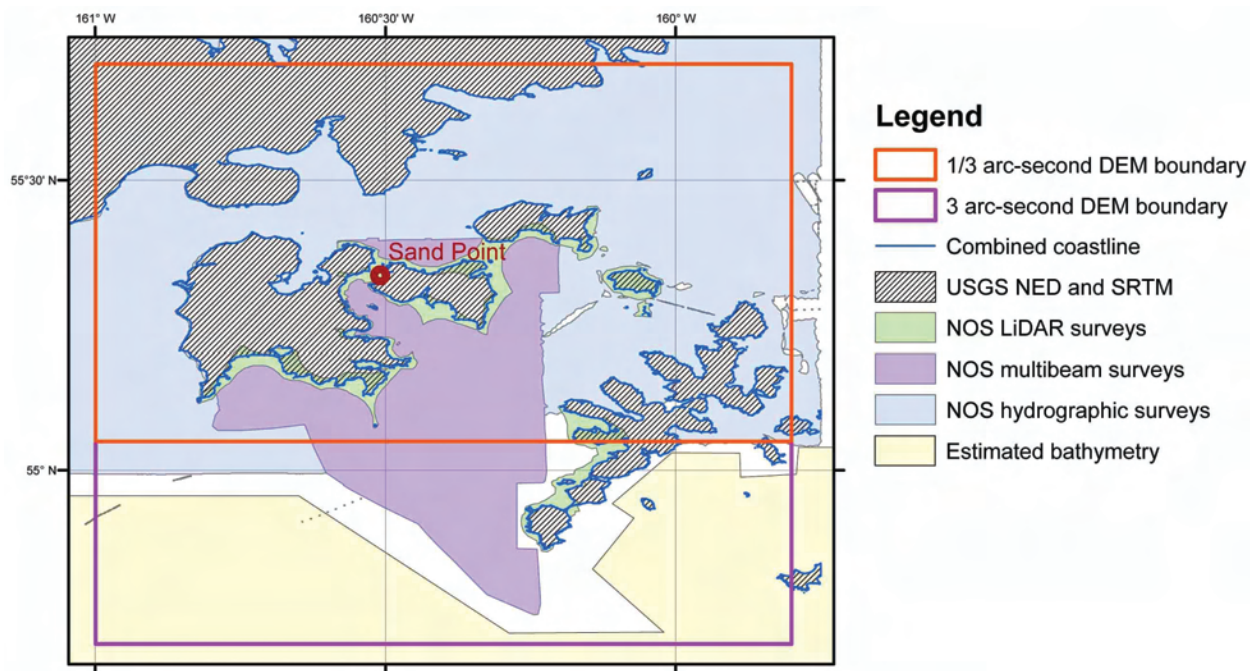 161° W
160°30' W
160° W
55°30' N
Sand Point
55° N
Legend
1/3 arc-second DEM boundary
3 arc-second DEM boundary
Combined coastline
USGS NED and SRTM
NOS LiDAR surveys
NOS multibeam surveys
NOS hydrographic surveys
Estimated bathymetry